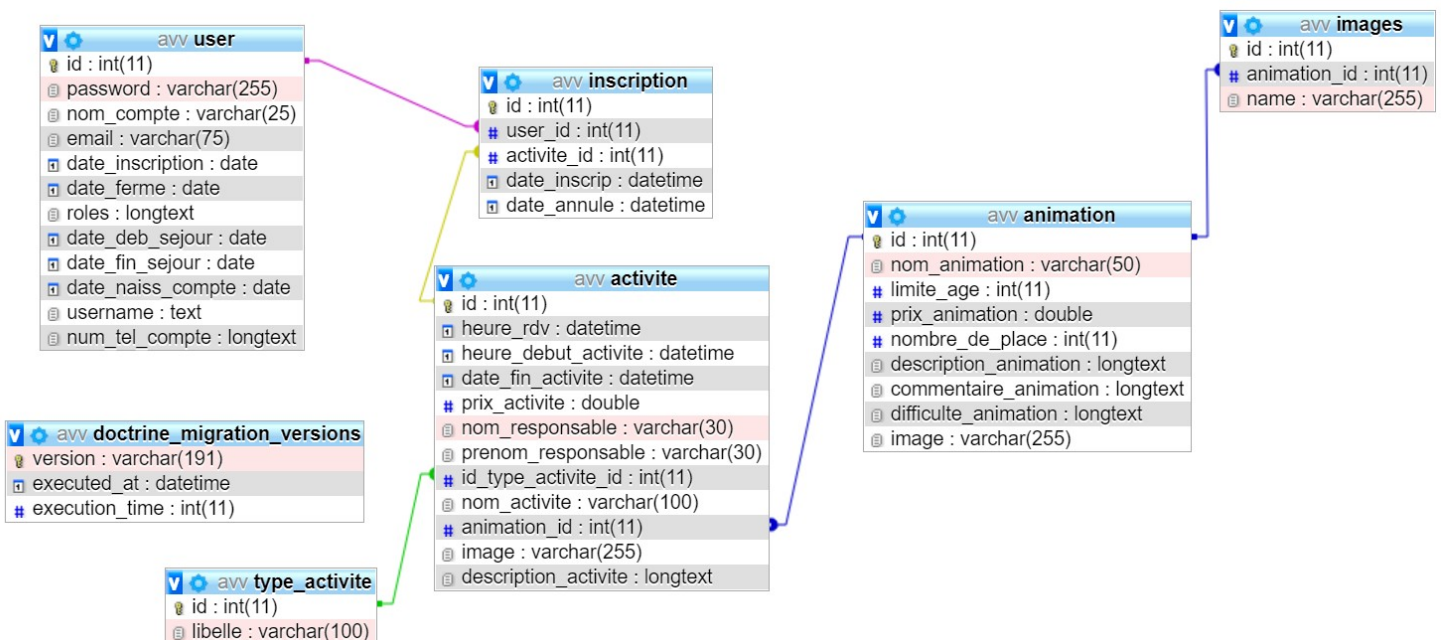 avv user
id : int(11)
password : varchar(255)
nom_compte : varchar(25)
email : varchar(75)
date_inscription : date
date_ferme : date
roles : longtext
date_deb_sejour : date
date_fin_sejour : date
date_naiss_compte : date
username : text
num_tel_compte : longtext
avv inscription
id : int(11)
user_id : int(11)
activite_id : int(11)
date_inscrip : datetime
date_annule : datetime
avv images
id : int(11)
animation_id : int(11)
name : varchar(255)
avv animation
id : int(11)
nom_animation : varchar(50)
limite_age : int(11)
prix_animation : double
nombre_de_place : int(11)
description_animation : longtext
commentaire_animation : longtext
difficulte_animation : longtext
image : varchar(255)
avv activite
id : int(11)
heure_rdv : datetime
heure_debut_activite : datetime
date_fin_activite : datetime
prix_activite : double
nom_responsable : varchar(30)
prenom_responsable : varchar(30)
id_type_activite_id : int(11)
nom_activite : varchar(100)
animation_id : int(11)
image : varchar(255)
description_activite : longtext
avv doctrine_migration_versions
version : varchar(191)
executed_at : datetime
execution_time : int(11)
avv type_activite
id : int(11)
libelle : varchar(100)